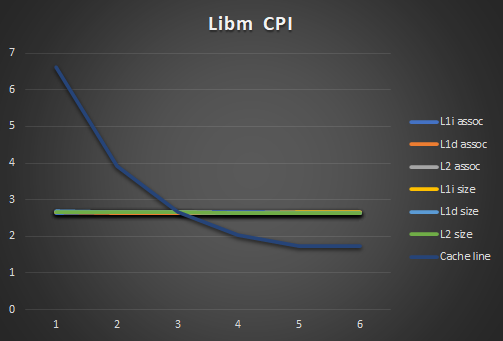 Libm CPI
7
6
5
4
3
2
1
0
1 2 3 4 5 6
L1i assoc
L1d assoc
L2 assoc
L1i size
L1d size
L2 size
Cache line